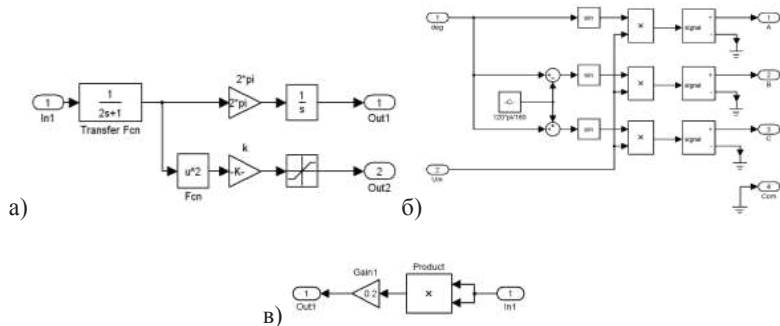 2*pi
1
In1
1
2s+1
Transfer Fcn
2*pi
1
s
1
Out1
k
u^2
Fcn
-K-
2
Out2
а)
1
deg
sin
×
signal
+
-
1
A
sin
×
signal
+
-
2
B
-C-
120*pi/180
sin
×
signal
+
-
3
C
2
Um
4
Com
б)
Gain1
Product
1
Out1
0.2
×
1
In1
в)